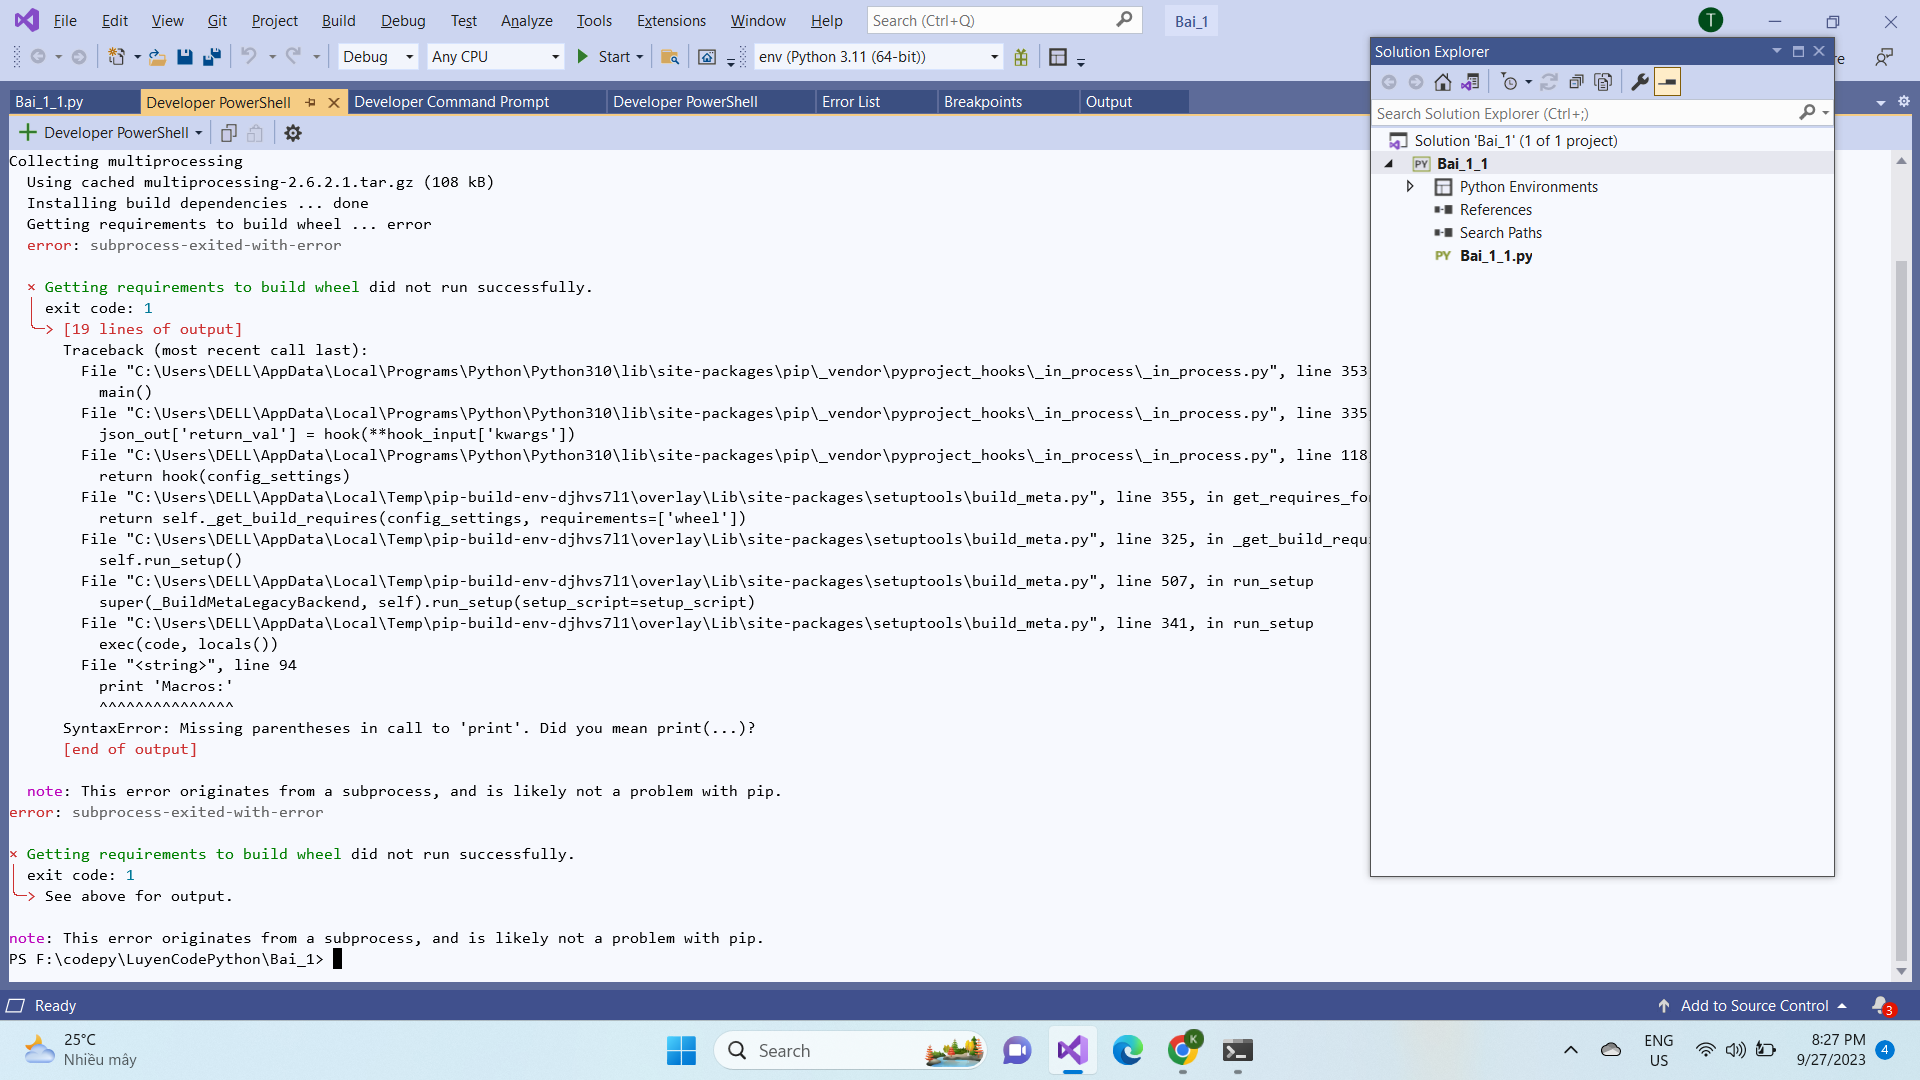 File Edit View Git Project Build Debug Test Analyze Tools Extensions Window Help Search (Ctrl+Q) Bai_1 T
Debug Any CPU Start env (Python 3.11 (64-bit)) re
Bai_1_1.py Developer PowerShell Developer Command Prompt Developer PowerShell Error List Breakpoints Output
Developer PowerShell
Collecting multiprocessing
Using cached multiprocessing-2.6.2.1.tar.gz (108 kB)
Installing build dependencies ... done
Getting requirements to build wheel ... error
error: subprocess-exited-with-error
× Getting requirements to build wheel did not run successfully.
exit code: 1
[19 lines of output]
Traceback (most recent call last):
File "C:\Users\DELL\AppData\Local\Programs\Python\Python310\lib\site-packages\pip\_vendor\pyproject_hooks\_in_process\_in_process.py", line 353
main()
File "C:\Users\DELL\AppData\Local\Programs\Python\Python310\lib\site-packages\pip\_vendor\pyproject_hooks\_in_process\_in_process.py", line 335
json_out['return_val'] = hook(**hook_input['kwargs'])
File "C:\Users\DELL\AppData\Local\Programs\Python\Python310\lib\site-packages\pip\_vendor\pyproject_hooks\_in_process\_in_process.py", line 118
return hook(config_settings)
File "C:\Users\DELL\AppData\Local\Temp\pip-build-env-djhvs7l1\overlay\Lib\site-packages\setuptools\build_meta.py", line 355, in get_requires_fo
return self._get_build_requires(config_settings, requirements=['wheel'])
File "C:\Users\DELL\AppData\Local\Temp\pip-build-env-djhvs7l1\overlay\Lib\site-packages\setuptools\build_meta.py", line 325, in _get_build_requ
self.run_setup()
File "C:\Users\DELL\AppData\Local\Temp\pip-build-env-djhvs7l1\overlay\Lib\site-packages\setuptools\build_meta.py", line 507, in run_setup
super(_BuildMetaLegacyBackend, self).run_setup(setup_script=setup_script)
File "C:\Users\DELL\AppData\Local\Temp\pip-build-env-djhvs7l1\overlay\Lib\site-packages\setuptools\build_meta.py", line 341, in run_setup
exec(code, locals())
File "<string>", line 94
print 'Macros:'
^^^^^^^^^^^^^^^
SyntaxError: Missing parentheses in call to 'print'. Did you mean print(...)?
[end of output]
note: This error originates from a subprocess, and is likely not a problem with pip.
error: subprocess-exited-with-error
× Getting requirements to build wheel did not run successfully.
exit code: 1
See above for output.
note: This error originates from a subprocess, and is likely not a problem with pip.
PS F:\codepy\LuyenCodePython\Bai_1>
Solution Explorer
Search Solution Explorer (Ctrl+;)
Solution 'Bai_1' (1 of 1 project)
PY Bai_1_1
Python Environments
References
Search Paths
PY Bai_1_1.py
Ready Add to Source Control 3
25°C
Nhiều mây
Search
K
ENG
US
8:27 PM
9/27/2023
4